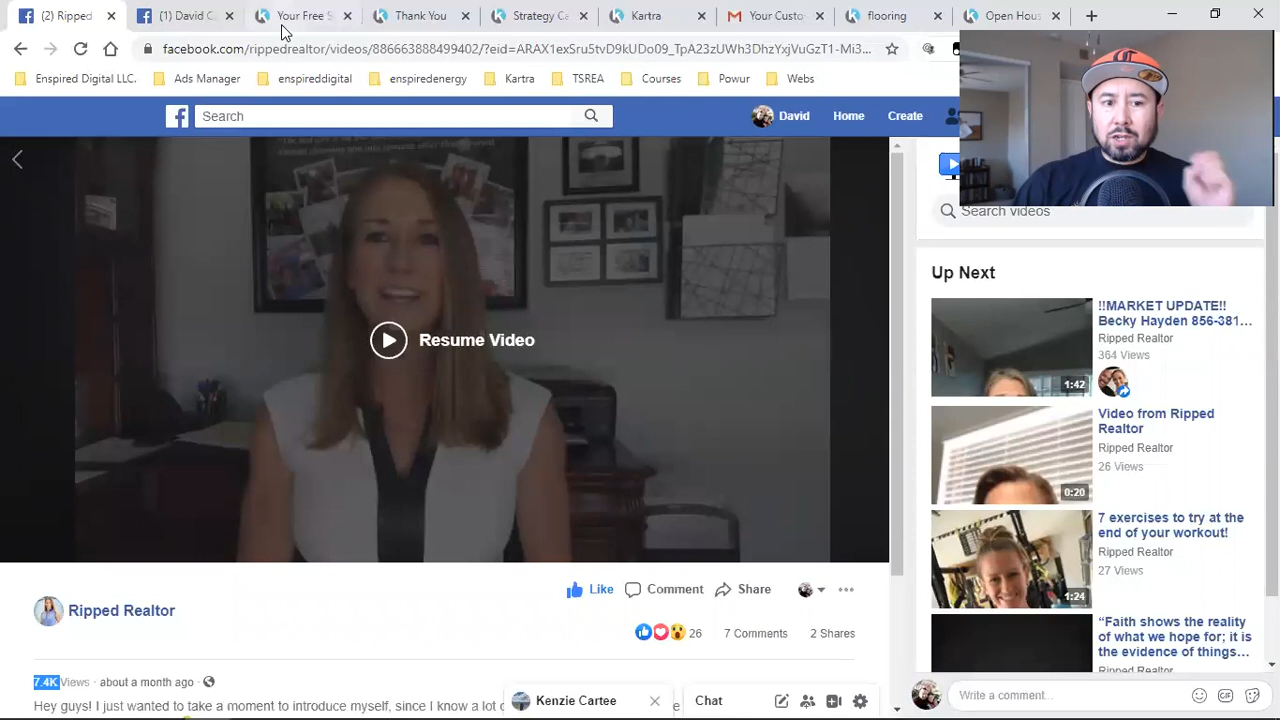 (1) Ripped
(1) David C
Your Free S
Thank You
Strategy Ca
Kartra
Your Custo
flooring
Open Hous
facebook.com/rippedrealtor/videos/886663888499402/?eid=ARAX1exSru5tvD9kUDo09_TpA23zUWh3DhzYxjVuGzT1-Mi3...
Enspired Digital LLC.
Ads Manager
enspireddigital
enspiredenergy
Kartra
TSREA
Courses
Powur
Webs
Search
David
Home
Create
Search videos
Resume Video
Up Next
!!MARKET UPDATE!!
Becky Hayden 856-381...
Ripped Realtor
364 Views
1:42
Video from Ripped
Realtor
Ripped Realtor
26 Views
0:20
7 exercises to try at the
end of your workout!
Ripped Realtor
27 Views
1:24
“Faith shows the reality
of what we hope for; it is
the evidence of things...
Ripped Realtor
Like
Comment
Share
Ripped Realtor
26
7 Comments
2 Shares
7.4K Views · about a month ago ·
Hey guys! I just wanted to take a moment to introduce myself, since I know a lot
Kenzie Cartee
Chat
Write a comment...
GIF